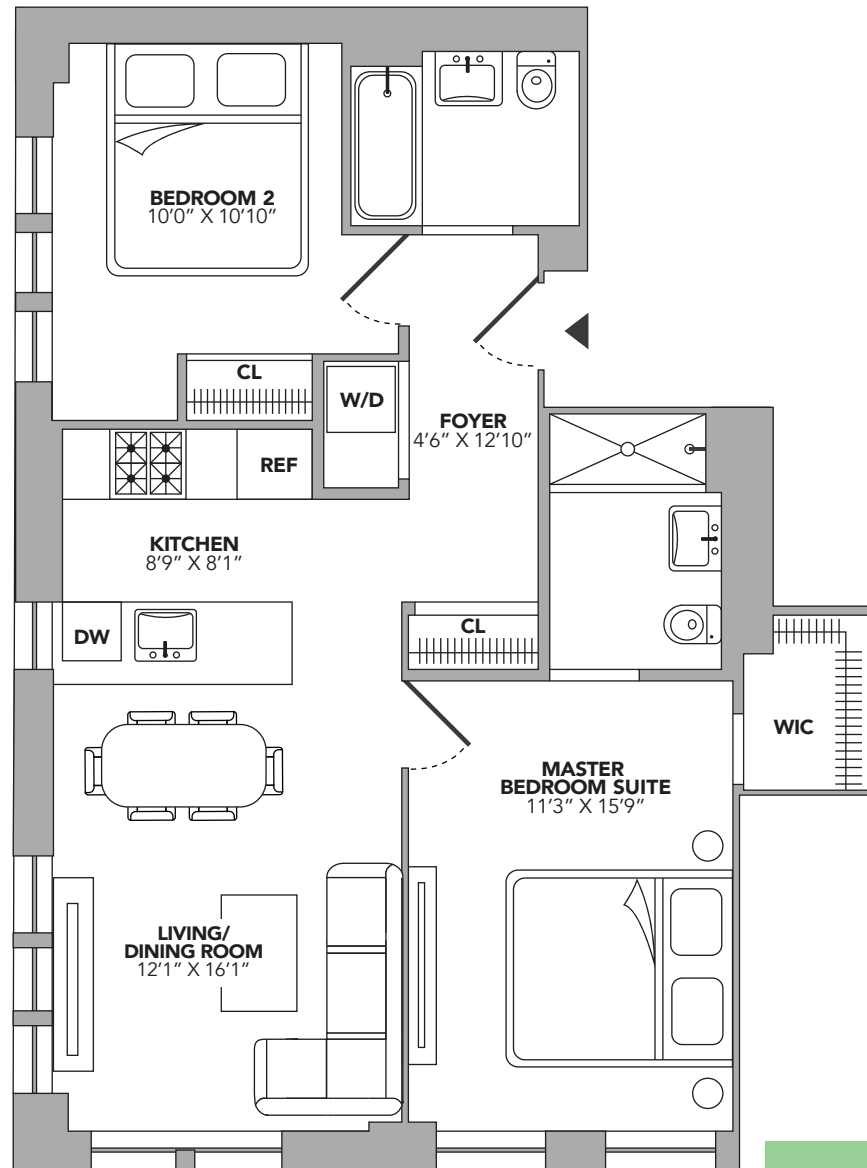 BEDROOM 2
10'0" X 10'10"
CL
W/D
FOYER
4'6" X 12'10"
REF
KITCHEN
8'9" X 8'1"
DW
CL
WIC
MASTER
BEDROOM SUITE
11'3" X 15'9"
LIVING/
DINING ROOM
12'1" X 16'1"